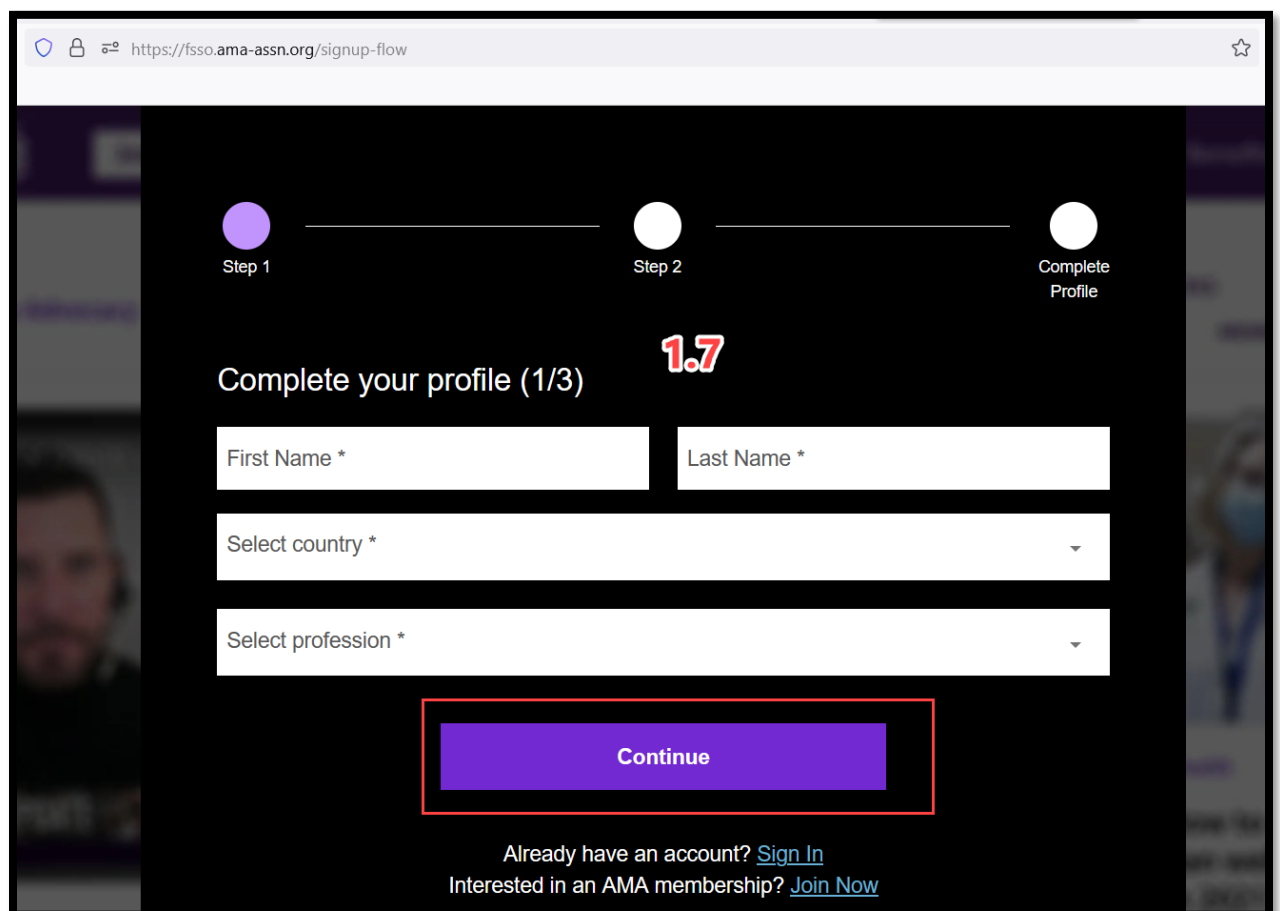 https://fsso.ama-assn.org/signup-flow
Step 1
Step 2
Complete
Profile
1.7
Complete your profile (1/3)
First Name *
Last Name *
Select country *
Select profession *
Continue
Already have an account? Sign In
Interested in an AMA membership? Join Now